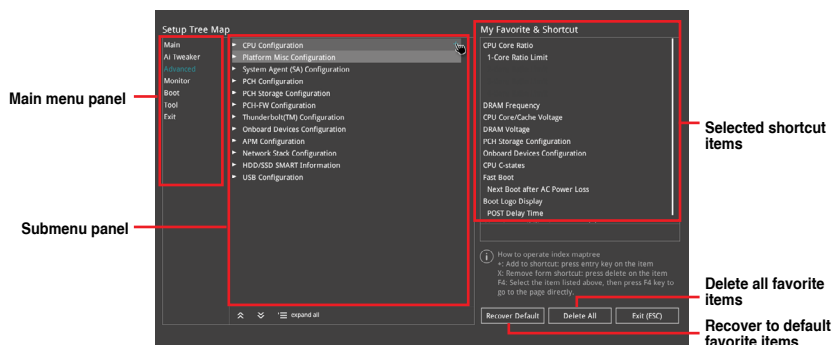 Setup Tree Map
Main
Ai Tweaker
Advanced
Monitor
Boot
Tool
Exit
CPU Configuration
Platform Misc Configuration
System Agent (SA) Configuration
PCH Configuration
PCH Storage Configuration
PCH-FW Configuration
Thunderbolt(TM) Configuration
Onboard Devices Configuration
APM Configuration
Network Stack Configuration
HDD/SSD SMART Information
USB Configuration
expand all
My Favorite & Shortcut
CPU Core Ratio
1-Core Ratio Limit
DRAM Frequency
CPU Core/Cache Voltage
DRAM Voltage
PCH Storage Configuration
Onboard Devices Configuration
CPU C-states
Fast Boot
Next Boot after AC Power Loss
Boot Logo Display
POST Delay Time
How to operate index maptree
+: Add to shortcut: press entry key on the item
X: Remove form shortcut: press delete on the item
F4: Select the item listed above, then press F4 key to
go to the page directly.
Recover Default
Delete All
Exit (ESC)
Main menu panel
Submenu panel
Selected shortcut
items
Delete all favorite
items
Recover to default
favorite items